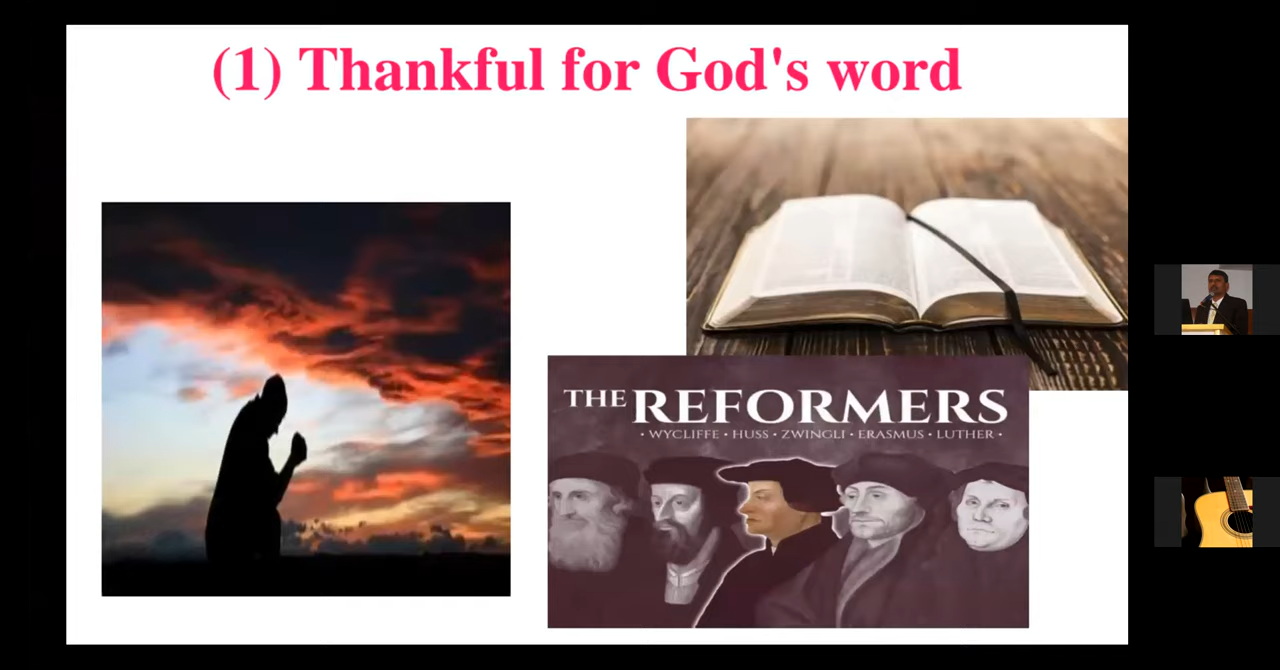 (1) Thankful for God's word
THE REFORMERS
• WYCLIFFE • HUSS • ZWINGLI • ERASMUS • LUTHER •